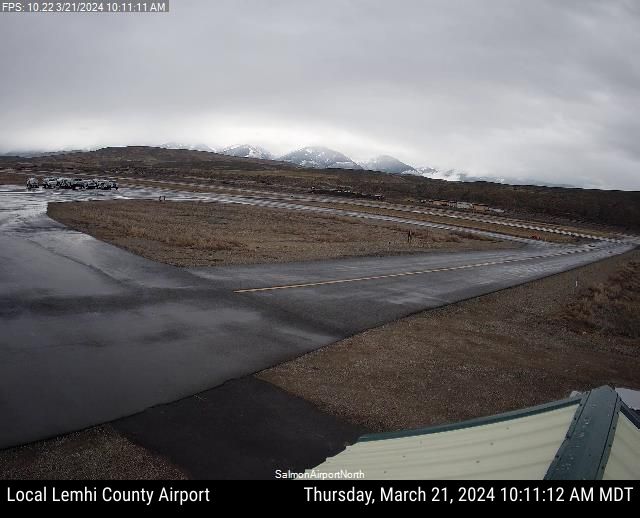 FPS: 10.22 3/21/2024 10:11:11 AM
SalmonAirportNorth
Local Lemhi County Airport Thursday, March 21, 2024 10:11:12 AM MDT